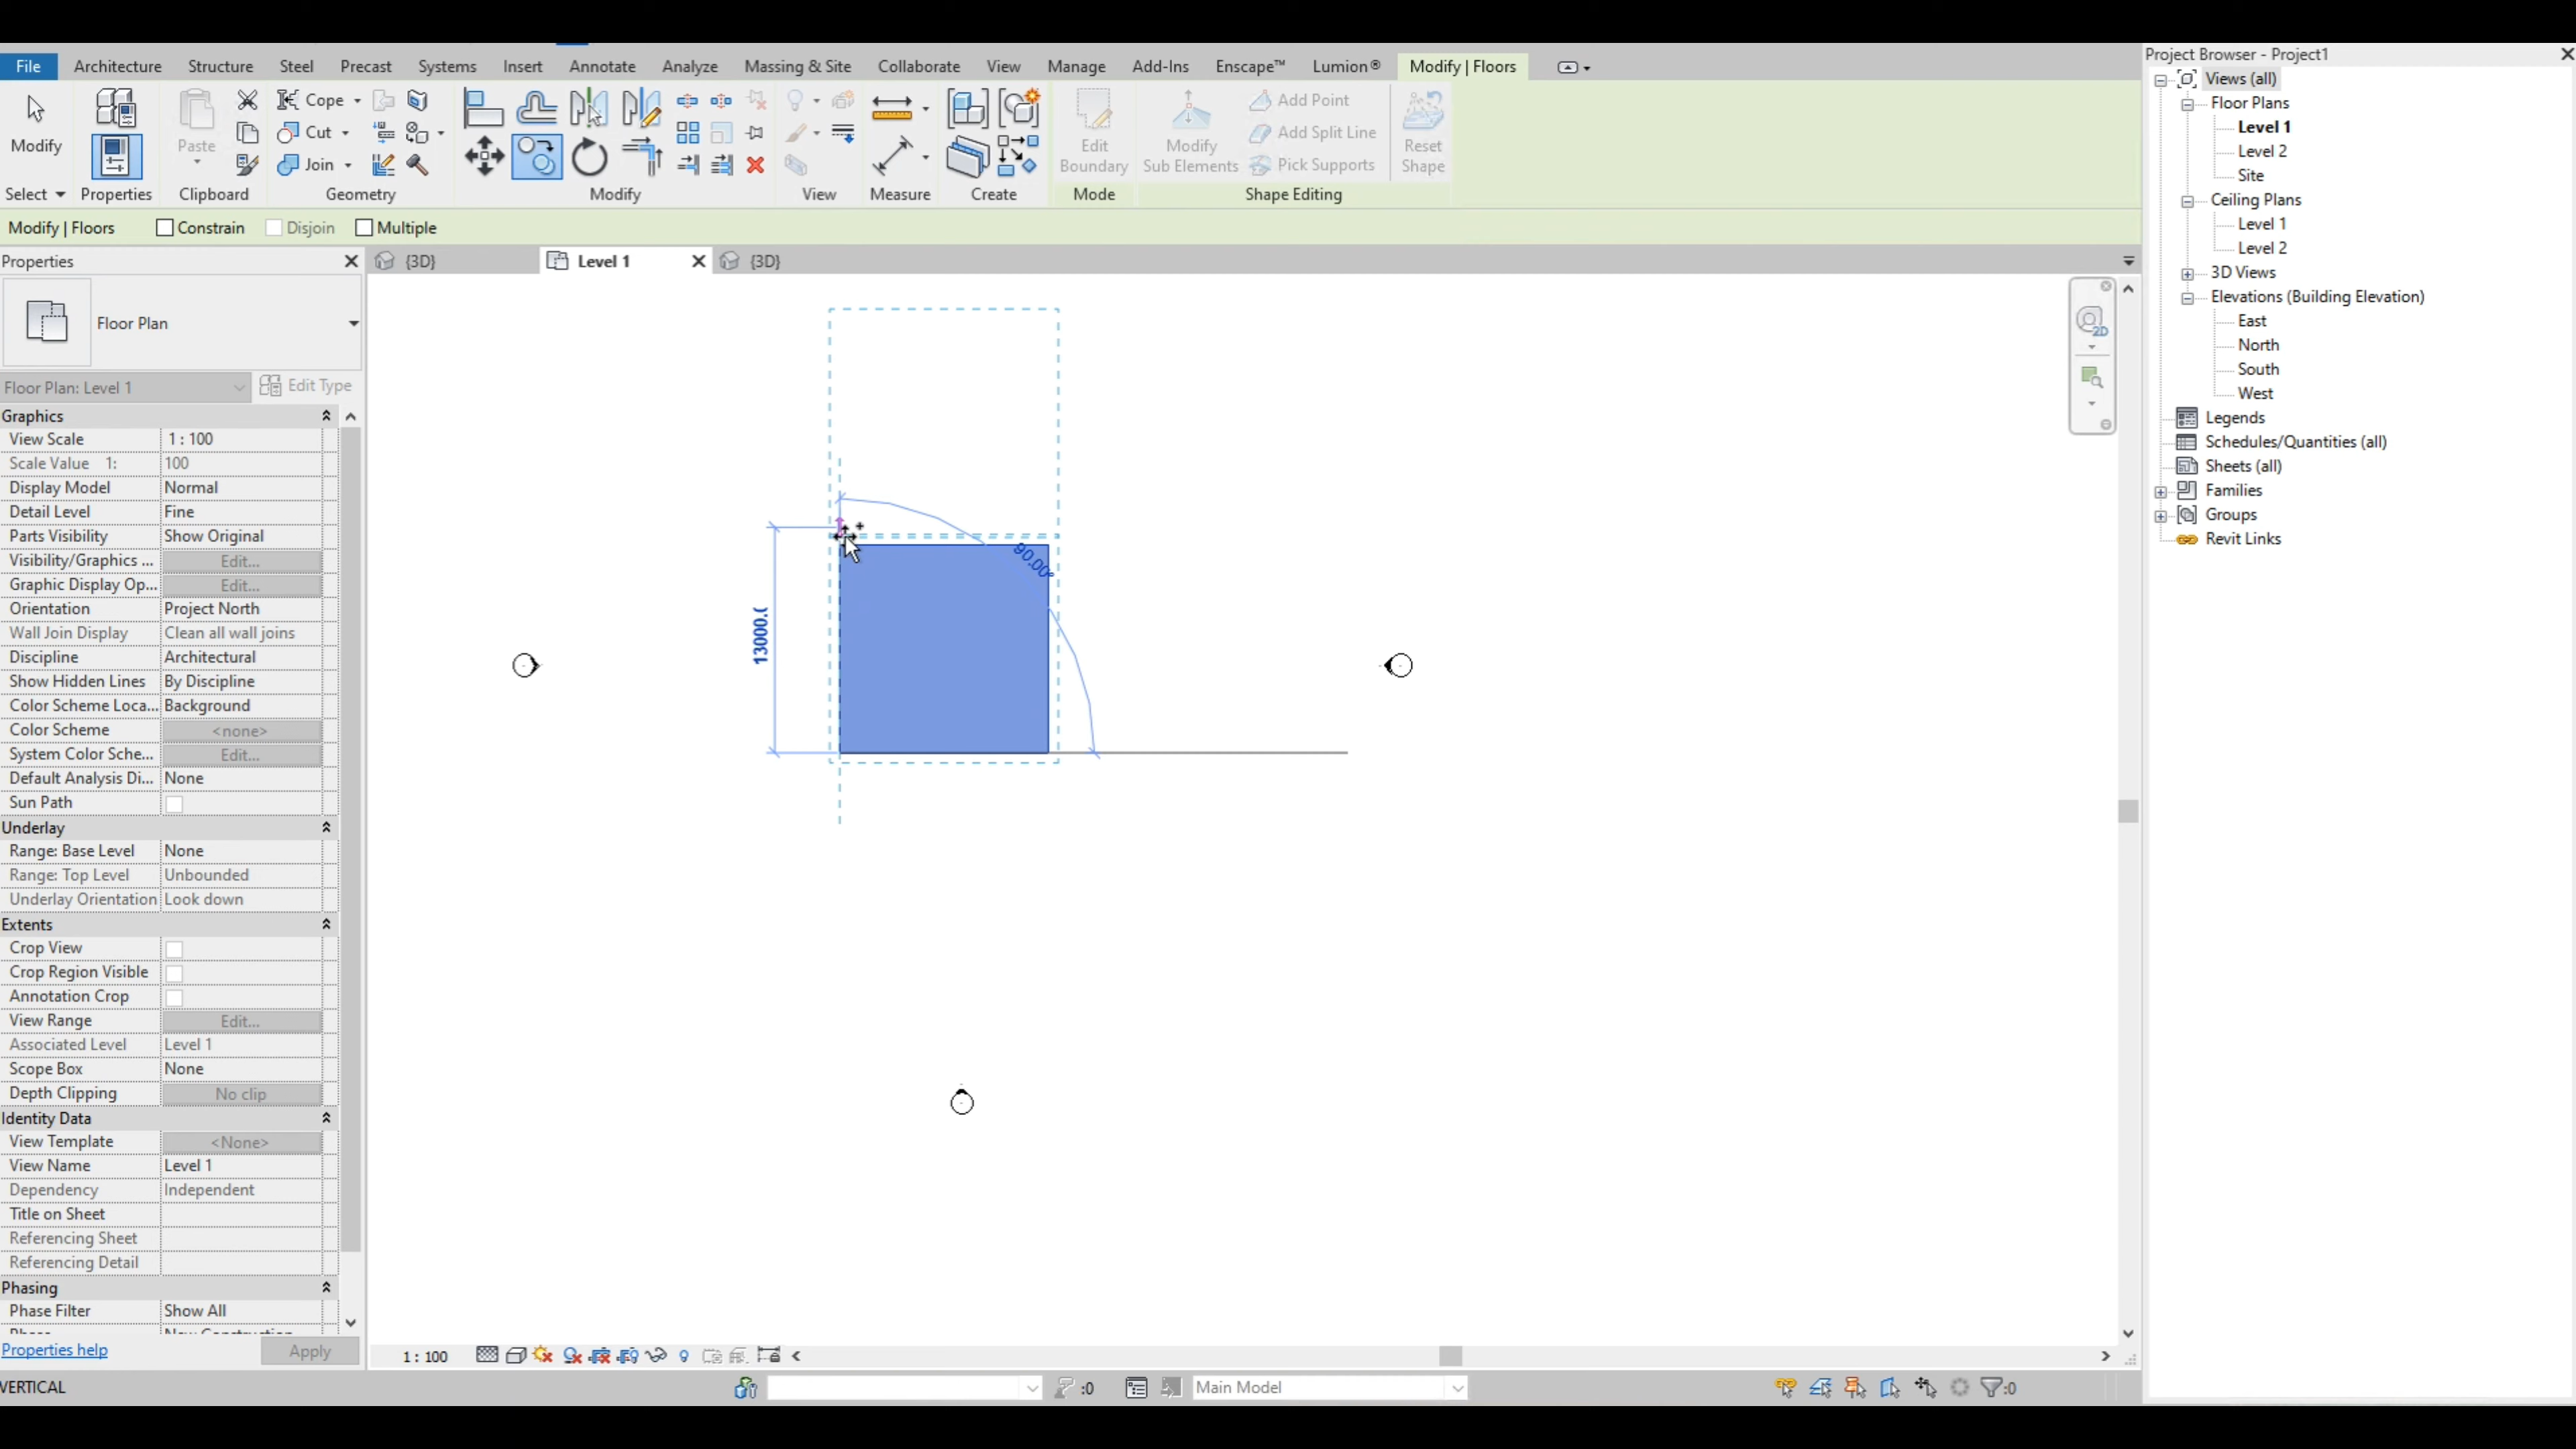 File Architecture Structure Steel Precast Systems Insert Annotate Analyze Massing & Site Collaborate View Manage Add-Ins Enscape™ Lumion® Modify | Floors
Modify
Paste
Cope
Cut
Join
Edit Boundary
Modify Sub Elements
Add Point
Add Split Line
Pick Supports
Reset Shape
Select Properties Clipboard Geometry Modify View Measure Create Mode Shape Editing
Modify | Floors Constrain Disjoin Multiple
Properties
{3D} Level 1 {3D}
Floor Plan
Floor Plan: Level 1 Edit Type
Graphics
View Scale 1 : 100
Scale Value 1: 100
Display Model Normal
Detail Level Fine
Parts Visibility Show Original
Visibility/Graphics ... Edit...
Graphic Display Op... Edit...
Orientation Project North
Wall Join Display Clean all wall joins
Discipline Architectural
Show Hidden Lines By Discipline
Color Scheme Loca... Background
Color Scheme <none>
System Color Sche... Edit...
Default Analysis Di... None
Sun Path
Underlay
Range: Base Level None
Range: Top Level Unbounded
Underlay Orientation Look down
Extents
Crop View
Crop Region Visible
Annotation Crop
View Range Edit...
Associated Level Level 1
Scope Box None
Depth Clipping No clip
Identity Data
View Template <None>
View Name Level 1
Dependency Independent
Title on Sheet
Referencing Sheet
Referencing Detail
Phasing
Phase Filter Show All
Properties help Apply
VERTICAL
13000.(
90.00°
2D
1 : 100
:0 Main Model :0
Project Browser - Project1
Views (all)
Floor Plans
Level 1
Level 2
Site
Ceiling Plans
Level 1
Level 2
3D Views
Elevations (Building Elevation)
East
North
South
West
Legends
Schedules/Quantities (all)
Sheets (all)
Families
Groups
Revit Links